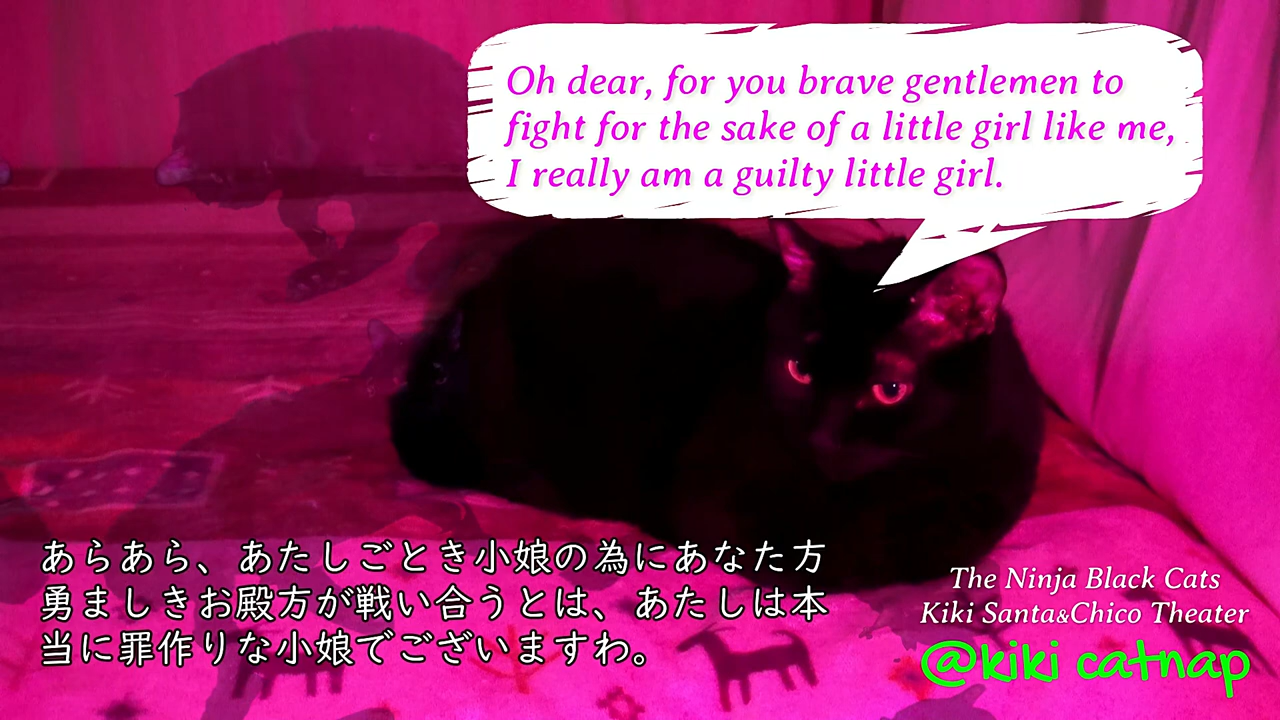 Oh dear, for you brave gentlemen to
fight for the sake of a little girl like me,
I really am a guilty little girl.
あらあら、あたしごとき小娘の為にあなた方
勇ましきお殿方が戦い合うとは、あたしは本
当に罪作りな小娘でございますわ。
The Ninja Black Cats
Kiki Santa&Chico Theater
@kiki catnap